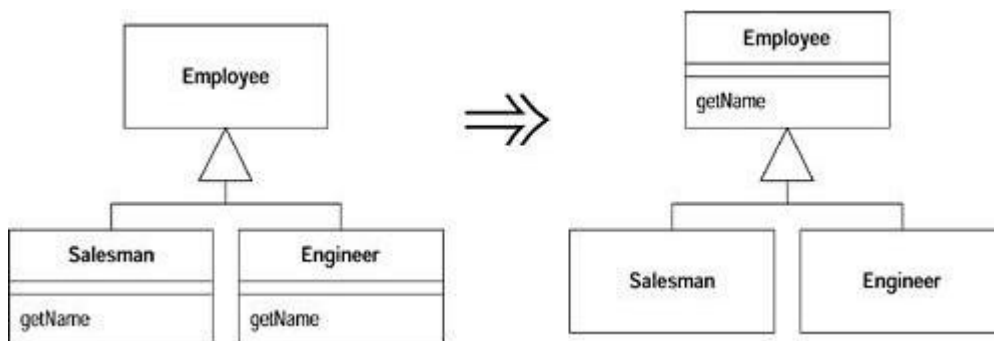 Employee
Salesman
getName
Engineer
getName
Employee
getName
Salesman
Engineer